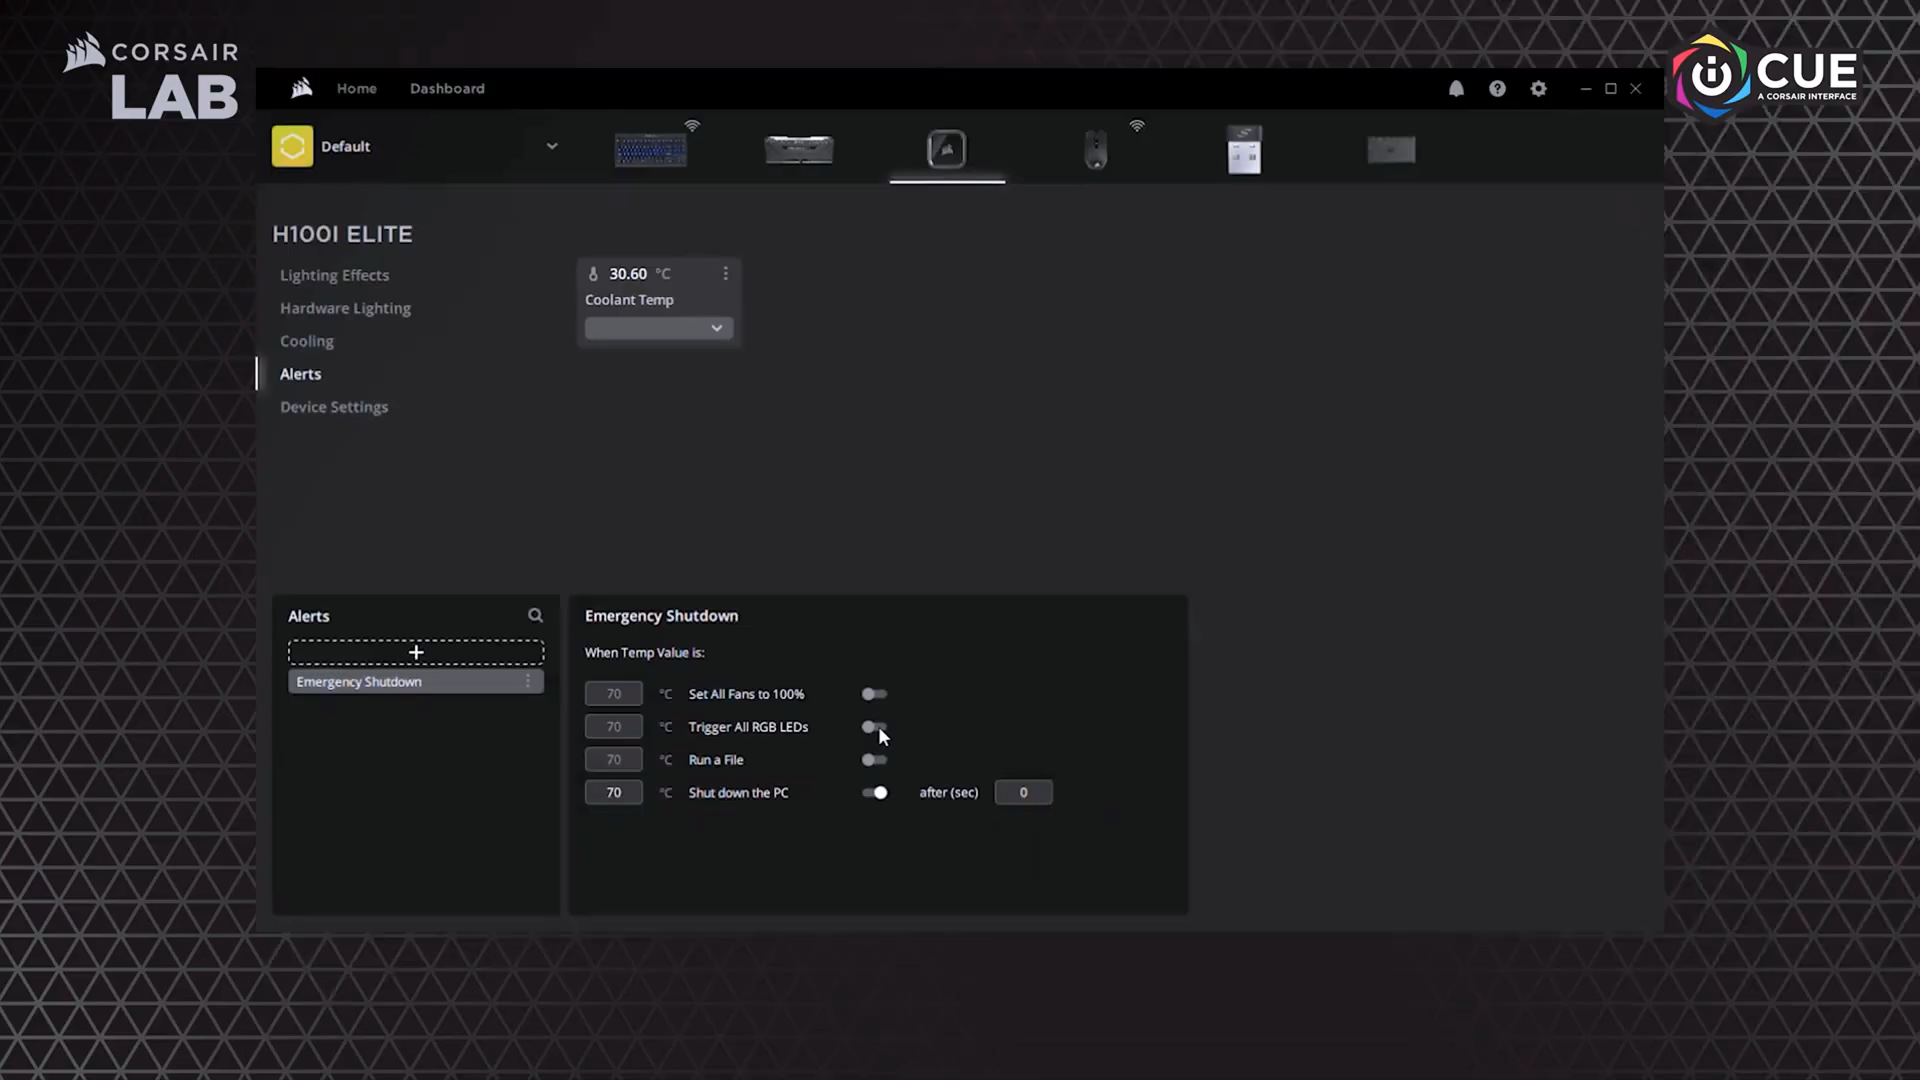 CORSAIR
LAB
Home
Dashboard
CUE
A CORSAIR INTERFACE
Default
H100I ELITE
Lighting Effects
Hardware Lighting
Cooling
Alerts
Device Settings
30.60 °C
Coolant Temp
Alerts
+
Emergency Shutdown
Emergency Shutdown
When Temp Value is:
70 °C Set All Fans to 100%
70 °C Trigger All RGB LEDs
70 °C Run a File
70 °C Shut down the PC after (sec) 0